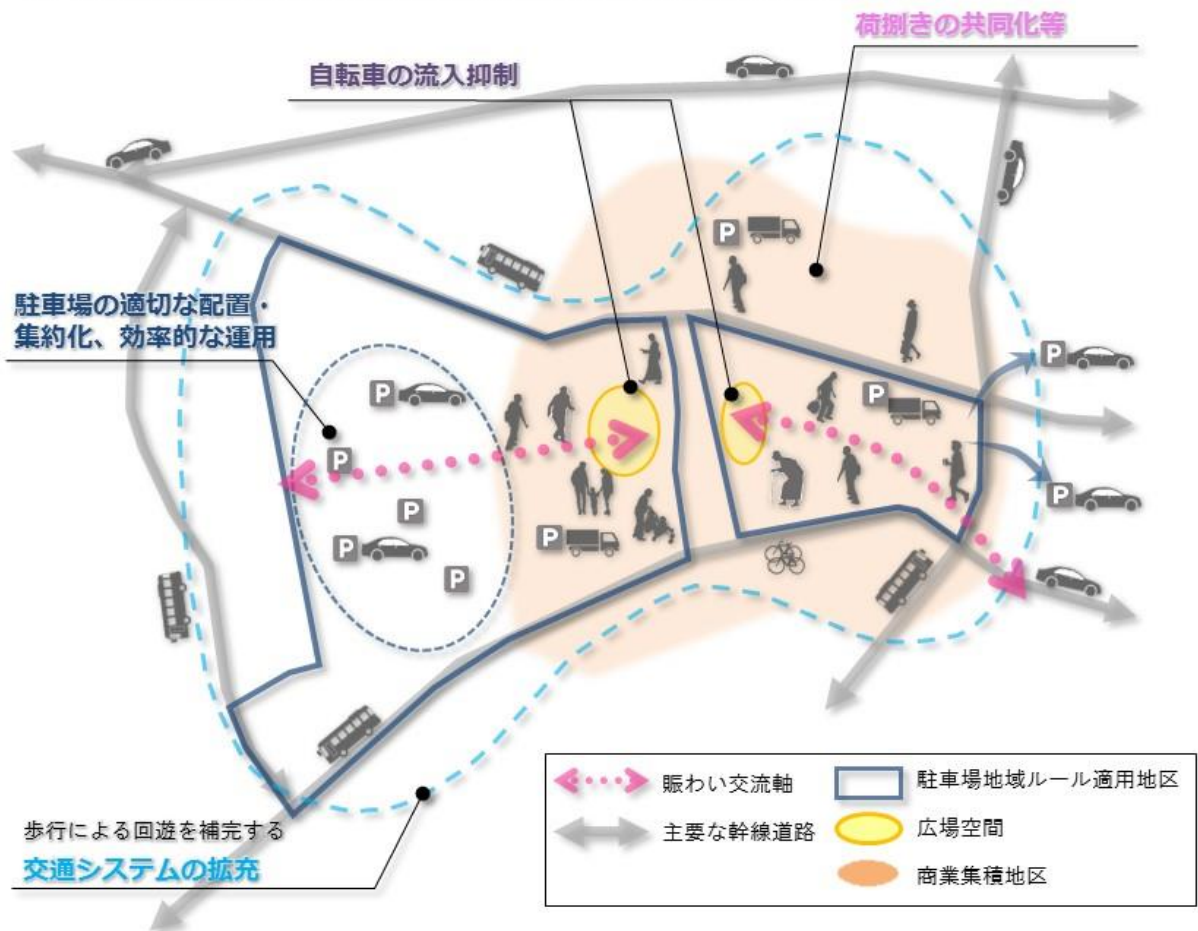 荷捌きの共同化等
自転車の流入抑制
P
駐車場の適切な配置・
集約化、効率的な運用
P
P
P
P
P
P
P
P
P
P
歩行による回遊を補完する
交通システムの拡充
賑わい交流軸
主要な幹線道路
駐車場地域ルール適用地区
広場空間
商業集積地区